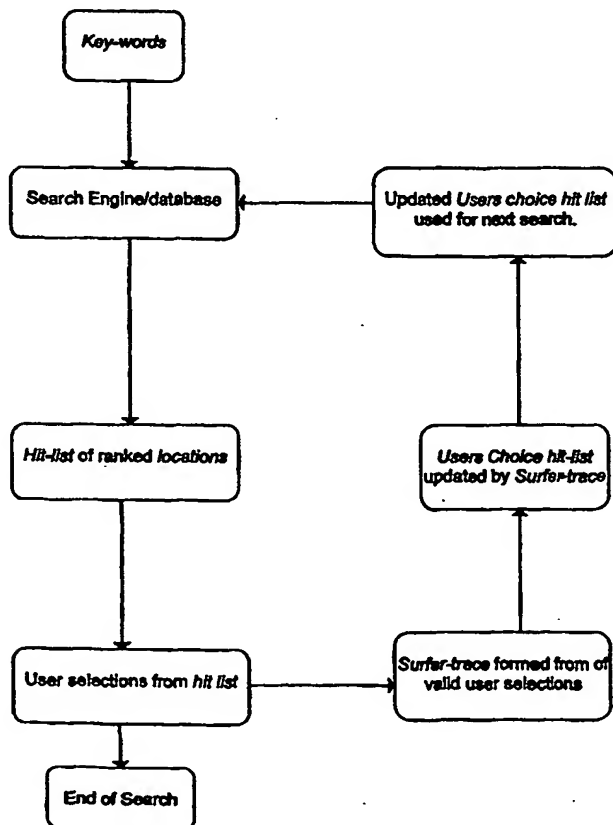 Key-words
Search Engine/database
Updated Users choice hit list
used for next search.
Hit-list of ranked locations
Users Choice hit-list
updated by Surfer-trace
User selections from hit list
Surfer-trace formed from of
valid user selections
End of Search